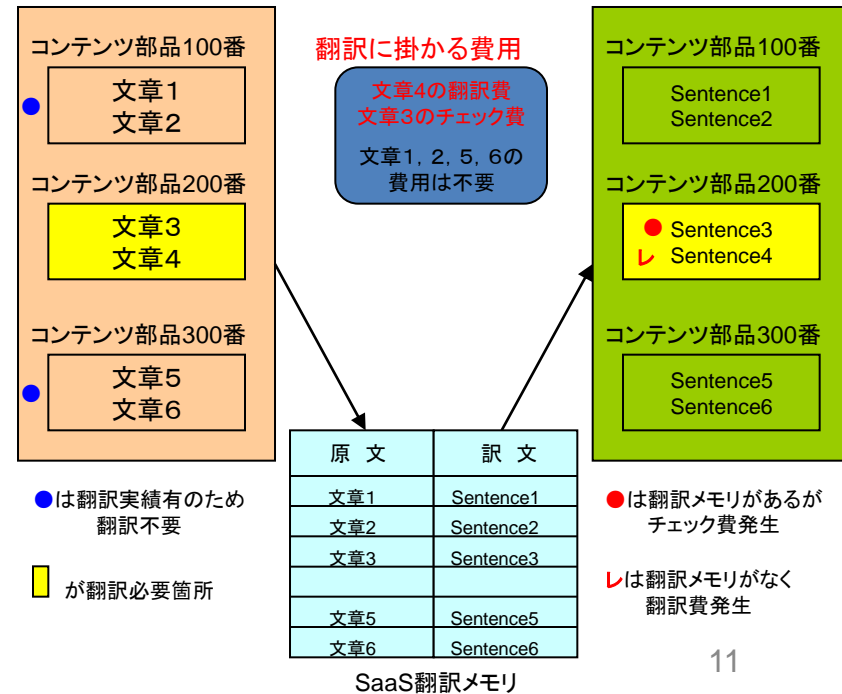 コンテンツ部品100番
文章1
文章2
コンテンツ部品200番
文章3
文章4
コンテンツ部品300番
文章5
文章6
●は翻訳実績有のため
翻訳不要
が翻訳必要箇所
翻訳に掛かる費用
文章4の翻訳費
文章3のチェック費
文章1，2，5，6の
費用は不要
原 文 訳 文
文章1 Sentence1
文章2 Sentence2
文章3 Sentence3
文章5 Sentence5
文章6 Sentence6
SaaS翻訳メモリ
コンテンツ部品100番
Sentence1
Sentence2
コンテンツ部品200番
● Sentence3
レ Sentence4
コンテンツ部品300番
Sentence5
Sentence6
●は翻訳メモリがあるが
チェック費発生
レは翻訳メモリがなく
翻訳費発生
11